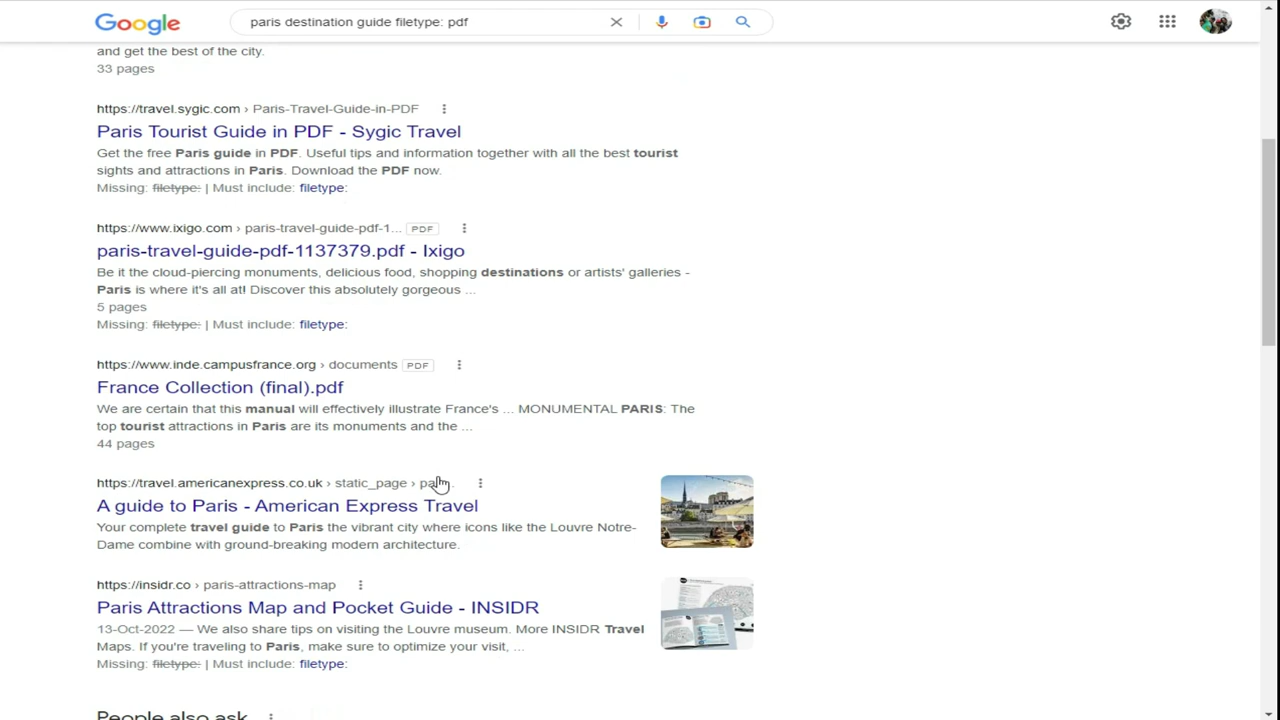 Google
paris destination guide filetype: pdf
and get the best of the city.
33 pages
https://travel.sygic.com › Paris-Travel-Guide-in-PDF
Paris Tourist Guide in PDF - Sygic Travel
Get the free Paris guide in PDF. Useful tips and information together with all the best tourist
sights and attractions in Paris. Download the PDF now.
Missing: filetype: | Must include: filetype:
https://www.ixigo.com › paris-travel-guide-pdf-1... PDF
paris-travel-guide-pdf-1137379.pdf - Ixigo
Be it the cloud-piercing monuments, delicious food, shopping destinations or artists' galleries -
Paris is where it's all at! Discover this absolutely gorgeous ...
5 pages
Missing: filetype: | Must include: filetype:
https://www.inde.campusfrance.org › documents PDF
France Collection (final).pdf
We are certain that this manual will effectively illustrate France's ... MONUMENTAL PARIS: The
top tourist attractions in Paris are its monuments and the ...
44 pages
https://travel.americanexpress.co.uk › static_page ›
A guide to Paris - American Express Travel
Your complete travel guide to Paris the vibrant city where icons like the Louvre Notre-
Dame combine with ground-breaking modern architecture.
https://insidr.co › paris-attractions-map
Paris Attractions Map and Pocket Guide - INSIDR
13-Oct-2022 — We also share tips on visiting the Louvre museum. More INSIDR Travel
Maps. If you're traveling to Paris, make sure to optimize your visit, ...
Missing: filetype: | Must include: filetype:
People also ask